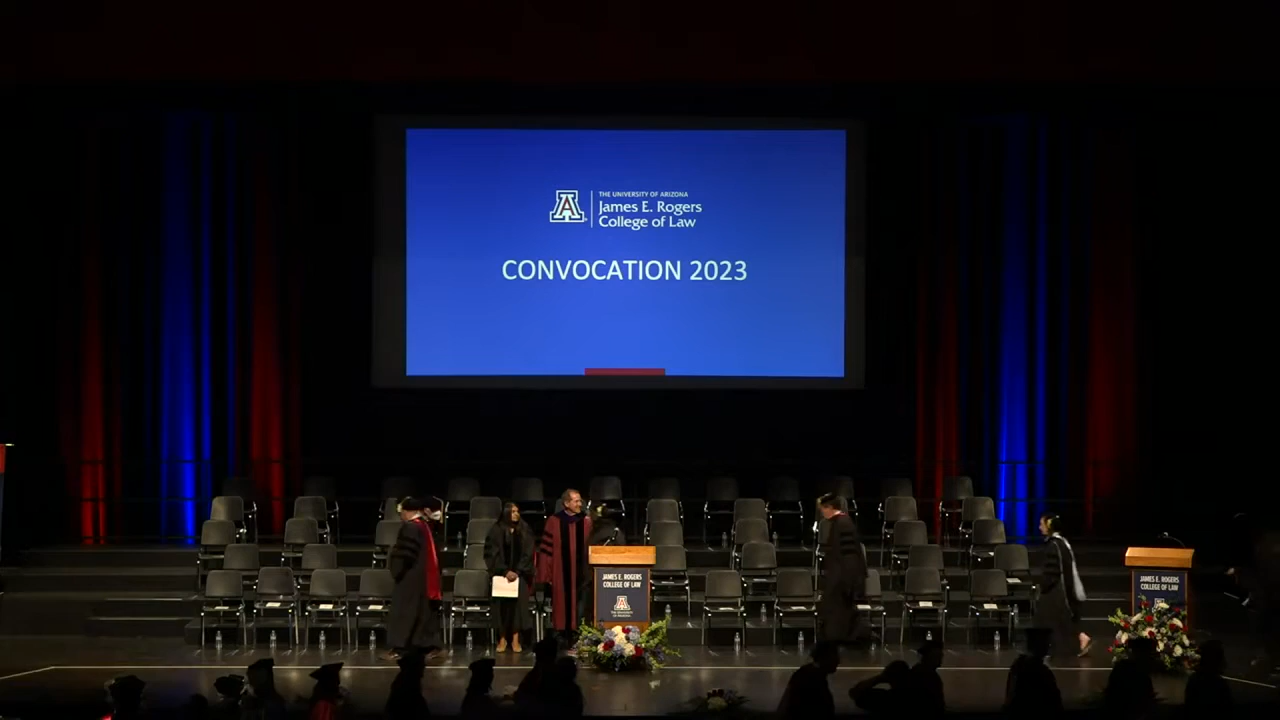 THE UNIVERSITY OF ARIZONA
James E. Rogers
College of Law
CONVOCATION 2023
JAMES E. ROGERS
COLLEGE OF LAW
JAMES E. ROGERS
COLLEGE OF LAW